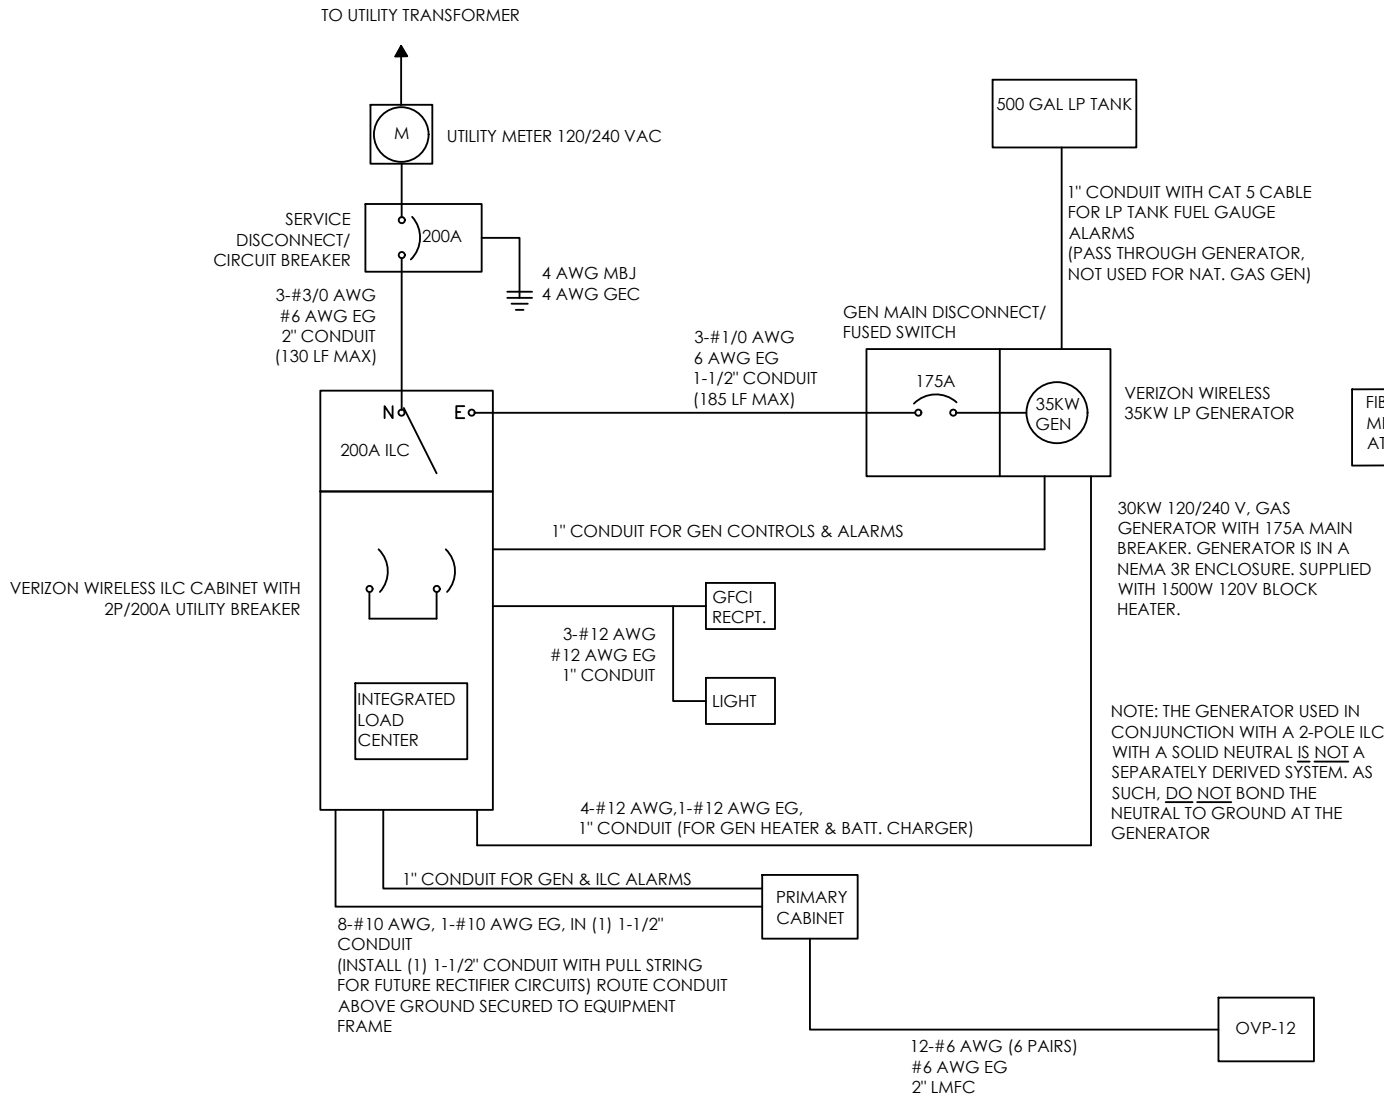 TO UTILITY TRANSFORMER
M
UTILITY METER 120/240 VAC
SERVICE
DISCONNECT/
CIRCUIT BREAKER
200A
4 AWG MBJ
4 AWG GEC
3-#3/0 AWG
#6 AWG EG
2" CONDUIT
(130 LF MAX)
500 GAL LP TANK
1" CONDUIT WITH CAT 5 CABLE
FOR LP TANK FUEL GAUGE
ALARMS
(PASS THROUGH GENERATOR,
NOT USED FOR NAT. GAS GEN)
GEN MAIN DISCONNECT/
FUSED SWITCH
3-#1/0 AWG
6 AWG EG
1-1/2" CONDUIT
(185 LF MAX)
175A
35KW
GEN
VERIZON WIRELESS
35KW LP GENERATOR
FIB
AT
N
E
200A ILC
1" CONDUIT FOR GEN CONTROLS & ALARMS
30KW 120/240 V, GAS
GENERATOR WITH 175A MAIN
BREAKER. GENERATOR IS IN A
NEMA 3R ENCLOSURE. SUPPLIED
WITH 1500W 120V BLOCK
HEATER.
VERIZON WIRELESS ILC CABINET WITH
2P/200A UTILITY BREAKER
GFCI
RECPT.
3-#12 AWG
#12 AWG EG
1" CONDUIT
LIGHT
INTEGRATED
LOAD
CENTER
NOTE: THE GENERATOR USED IN
CONJUNCTION WITH A 2-POLE ILC
WITH A SOLID NEUTRAL IS NOT A
SEPARATELY DERIVED SYSTEM. AS
SUCH, DO NOT BOND THE
NEUTRAL TO GROUND AT THE
GENERATOR
4-#12 AWG,1-#12 AWG EG,
1" CONDUIT (FOR GEN HEATER & BATT. CHARGER)
1" CONDUIT FOR GEN & ILC ALARMS
PRIMARY
CABINET
8-#10 AWG, 1-#10 AWG EG, IN (1) 1-1/2"
CONDUIT
(INSTALL (1) 1-1/2" CONDUIT WITH PULL STRING
FOR FUTURE RECTIFIER CIRCUITS) ROUTE CONDUIT
ABOVE GROUND SECURED TO EQUIPMENT
FRAME
12-#6 AWG (6 PAIRS)
#6 AWG EG
2" LMFC
OVP-12